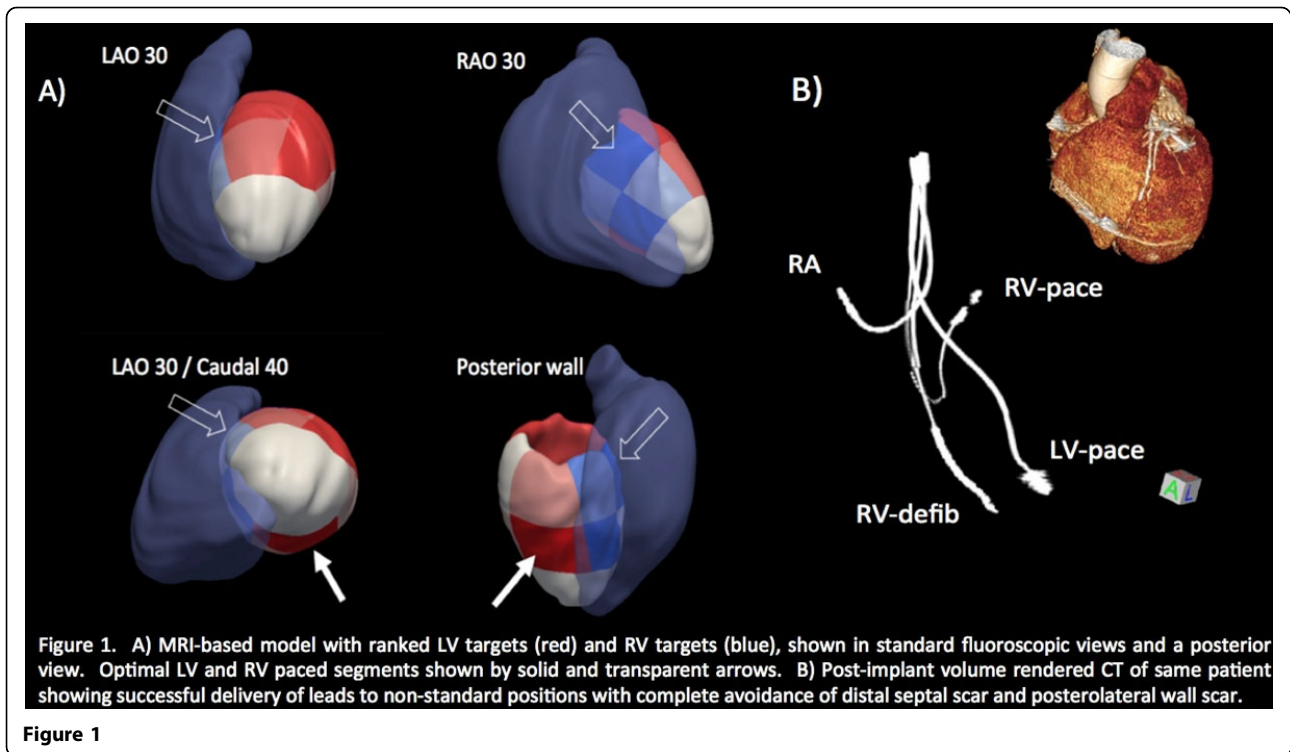 LAO 30
RAO 30
A)
B)
RA
RV-pace
LAO 30 / Caudal 40
Posterior wall
LV-pace
RV-defib
A L
Figure 1. A) MRI-based model with ranked LV targets (red) and RV targets (blue), shown in standard fluoroscopic views and a posterior
view. Optimal LV and RV paced segments shown by solid and transparent arrows. B) Post-implant volume rendered CT of same patient
showing successful delivery of leads to non-standard positions with complete avoidance of distal septal scar and posterolateral wall scar.
Figure 1